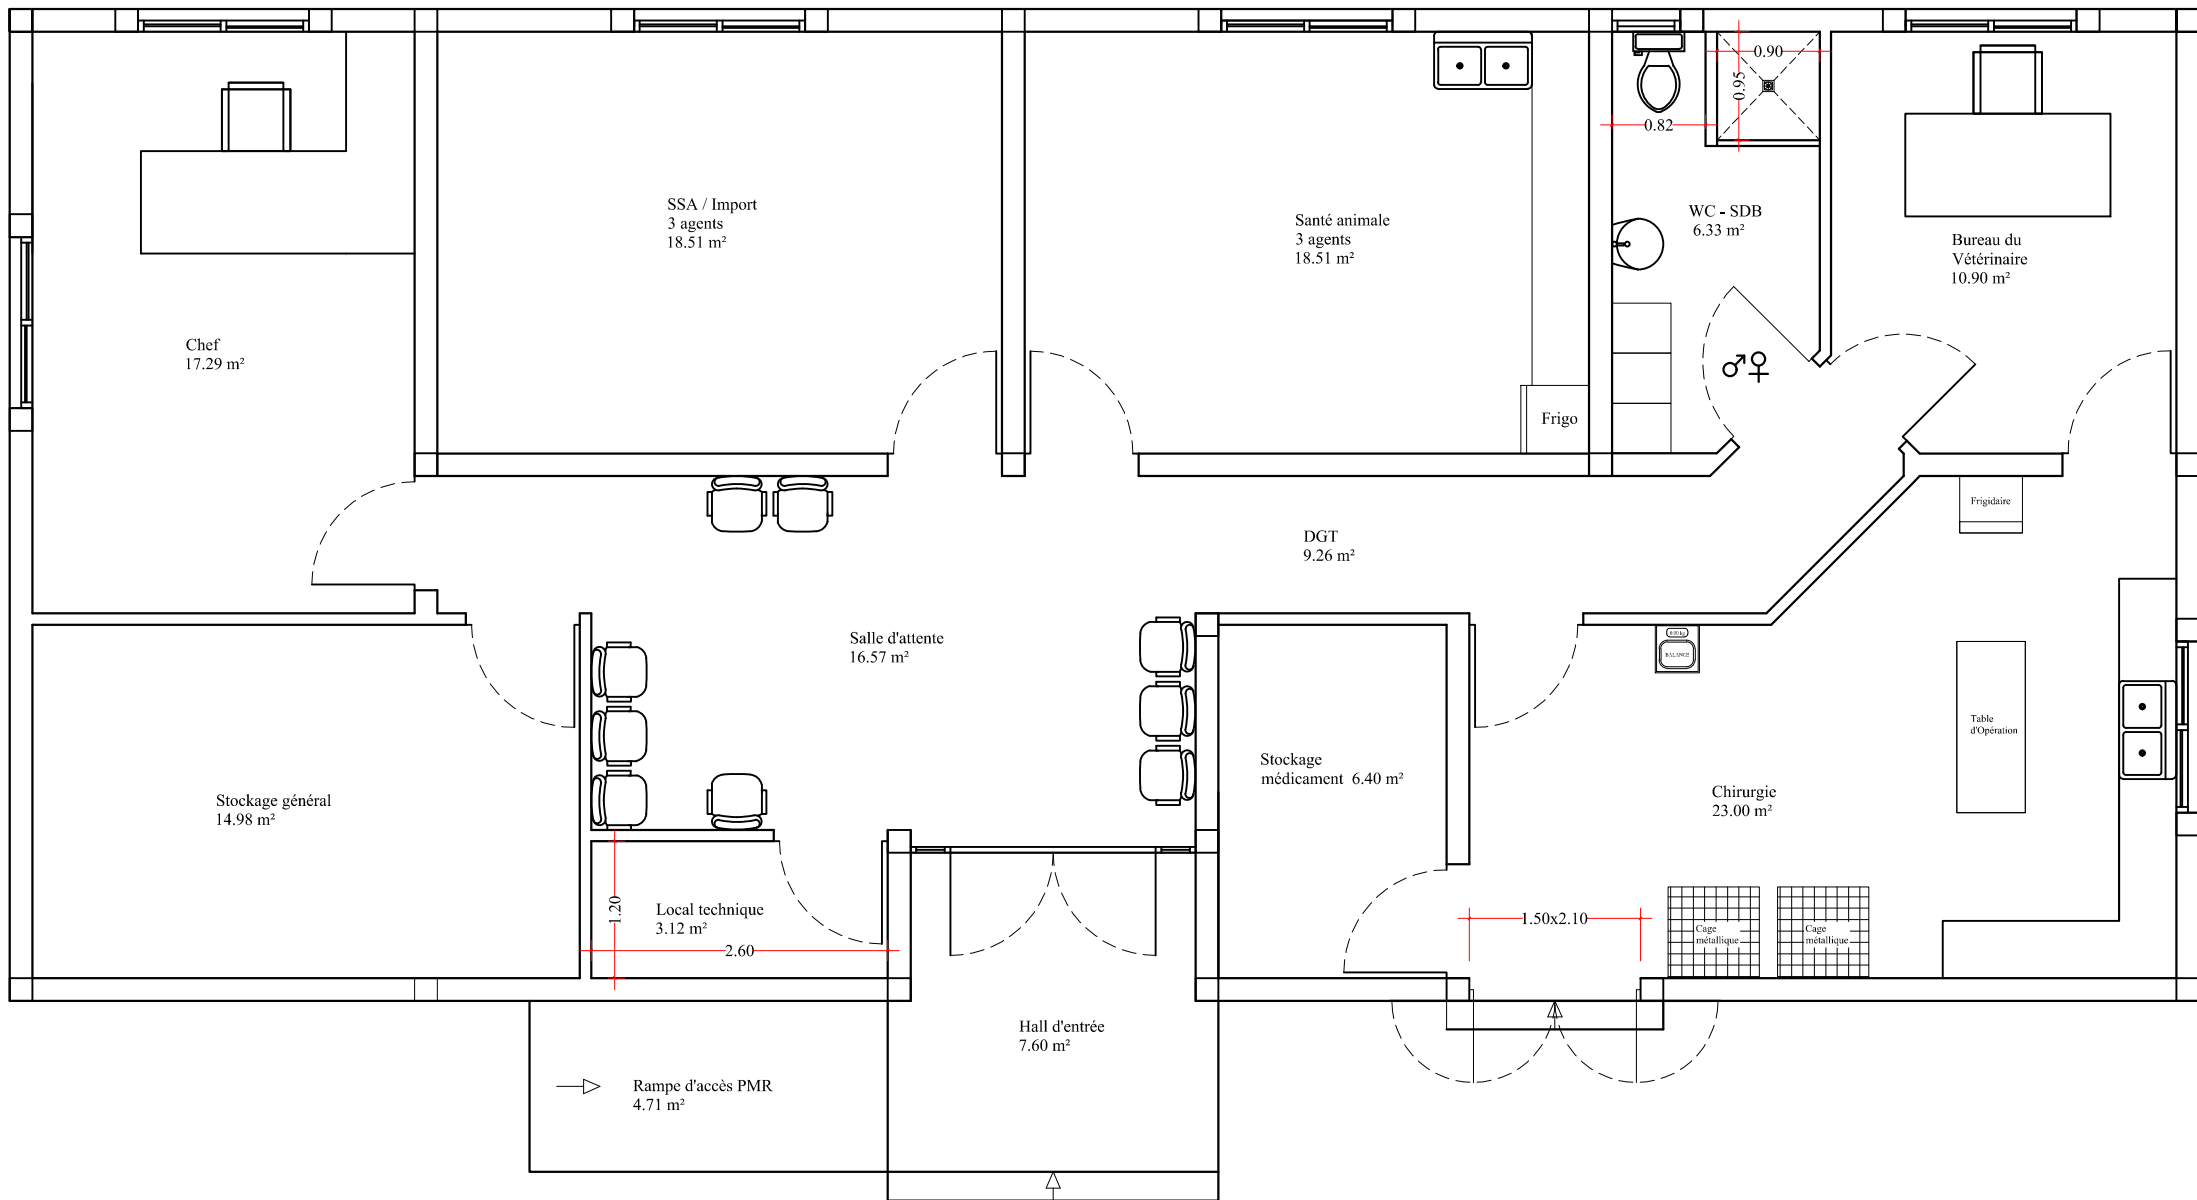 0.90
0.95
0.82
SSA / Import
3 agents
18.51 m²
Santé animale
3 agents
18.51 m²
WC - SDB
6.33 m²
Bureau du
Vétérinaire
10.90 m²
Chef
17.29 m²
Frigo
Frigidaire
DGT
9.26 m²
Salle d'attente
16.57 m²
0.00 kg
BALANCE
Table
d'Opération
Stockage
médicament 6.40 m²
Chirurgie
23.00 m²
Stockage général
14.98 m²
1.20
Local technique
3.12 m²
2.60
1.50x2.10
Cage
métallique
Cage
métallique
Hall d'entrée
7.60 m²
Rampe d'accès PMR
4.71 m²